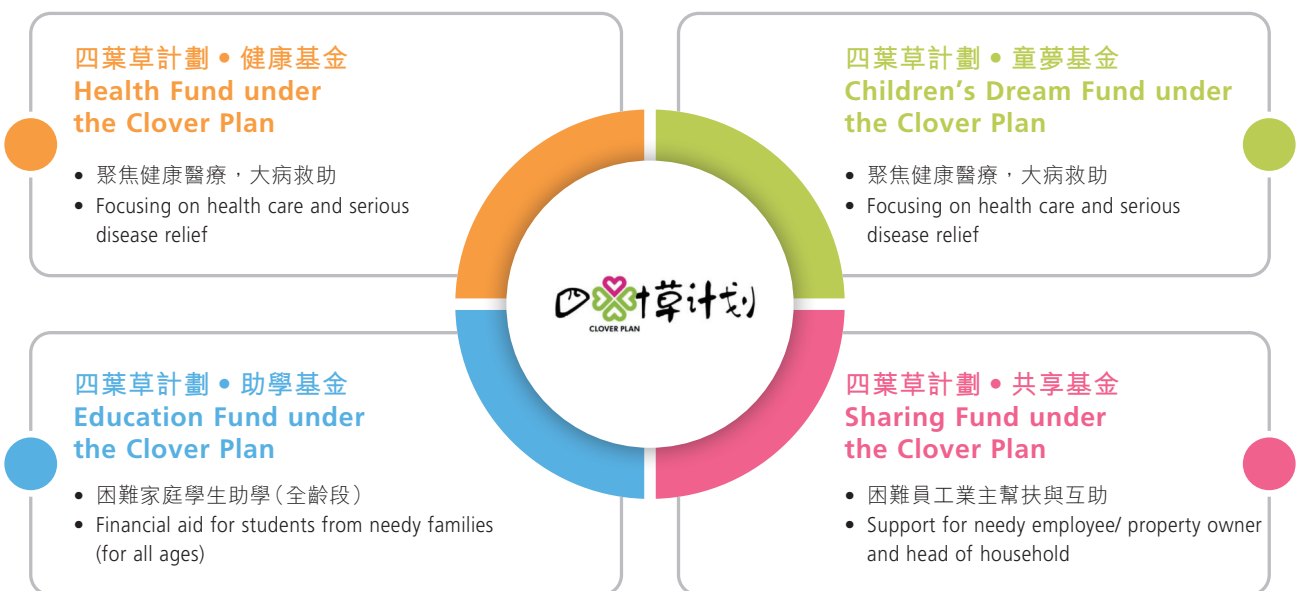 四葉草計劃 • 健康基金
Health Fund under
the Clover Plan
• 聚焦健康醫療，大病救助
• Focusing on health care and serious
disease relief
四葉草計劃 • 童夢基金
Children's Dream Fund under
the Clover Plan
• 聚焦健康醫療，大病救助
• Focusing on health care and serious
disease relief
四叶草计划
CLOVER PLAN
四葉草計劃 • 助學基金
Education Fund under
the Clover Plan
• 困難家庭學生助學（全齡段）
• Financial aid for students from needy families
(for all ages)
四葉草計劃 • 共享基金
Sharing Fund under
the Clover Plan
• 困難員工業主幫扶與互助
• Support for needy employee/ property owner
and head of household